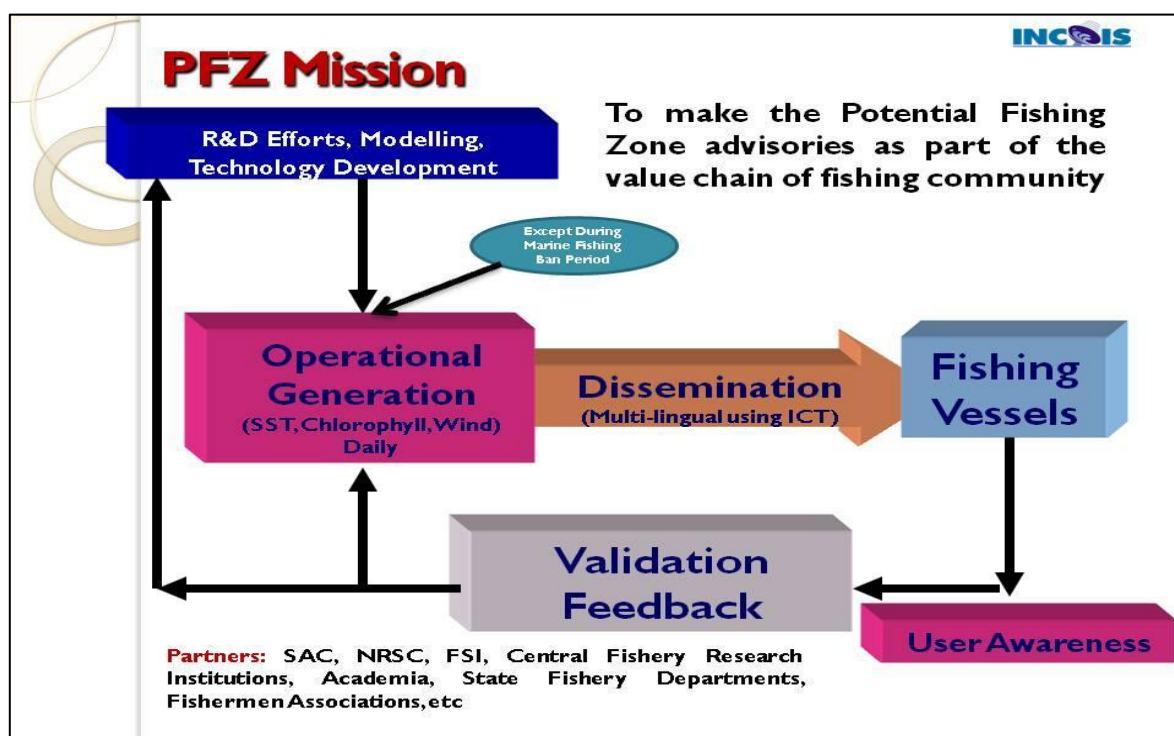 INCOIS
PFZ Mission
To make the Potential Fishing
Zone advisories as part of the
value chain of fishing community
R&D Efforts, Modelling,
Technology Development
Except During
Marine Fishing
Ban Period
Operational
Generation
(SST, Chlorophyll, Wind)
Daily
Dissemination
(Multi-lingual using ICT)
Fishing
Vessels
Validation
Feedback
User Awareness
Partners: SAC, NRSC, FSI, Central Fishery Research
Institutions, Academia, State Fishery Departments,
Fishermen Associations, etc